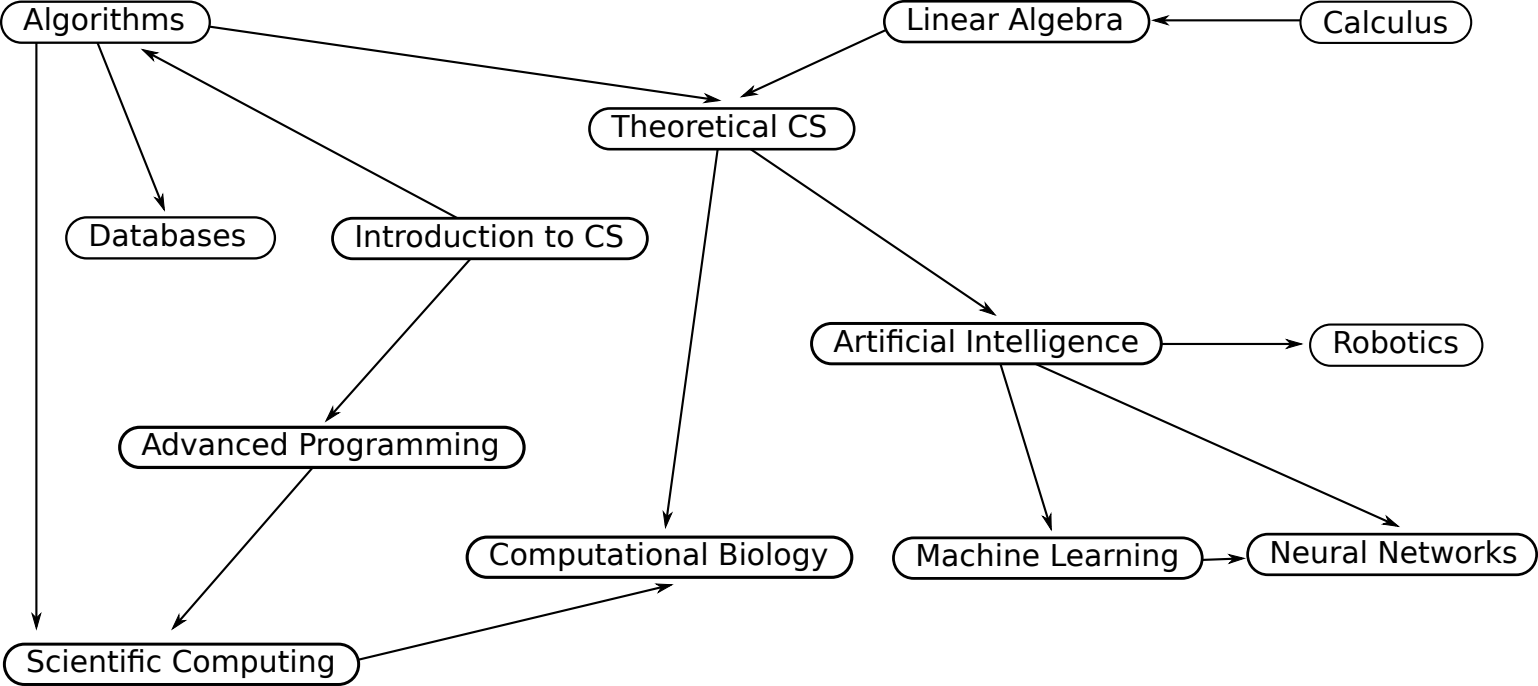 Algorithms
Linear Algebra
Calculus
Theoretical CS
Databases
Introduction to CS
Artificial Intelligence
Robotics
Advanced Programming
Computational Biology
Machine Learning
Neural Networks
Scientific Computing